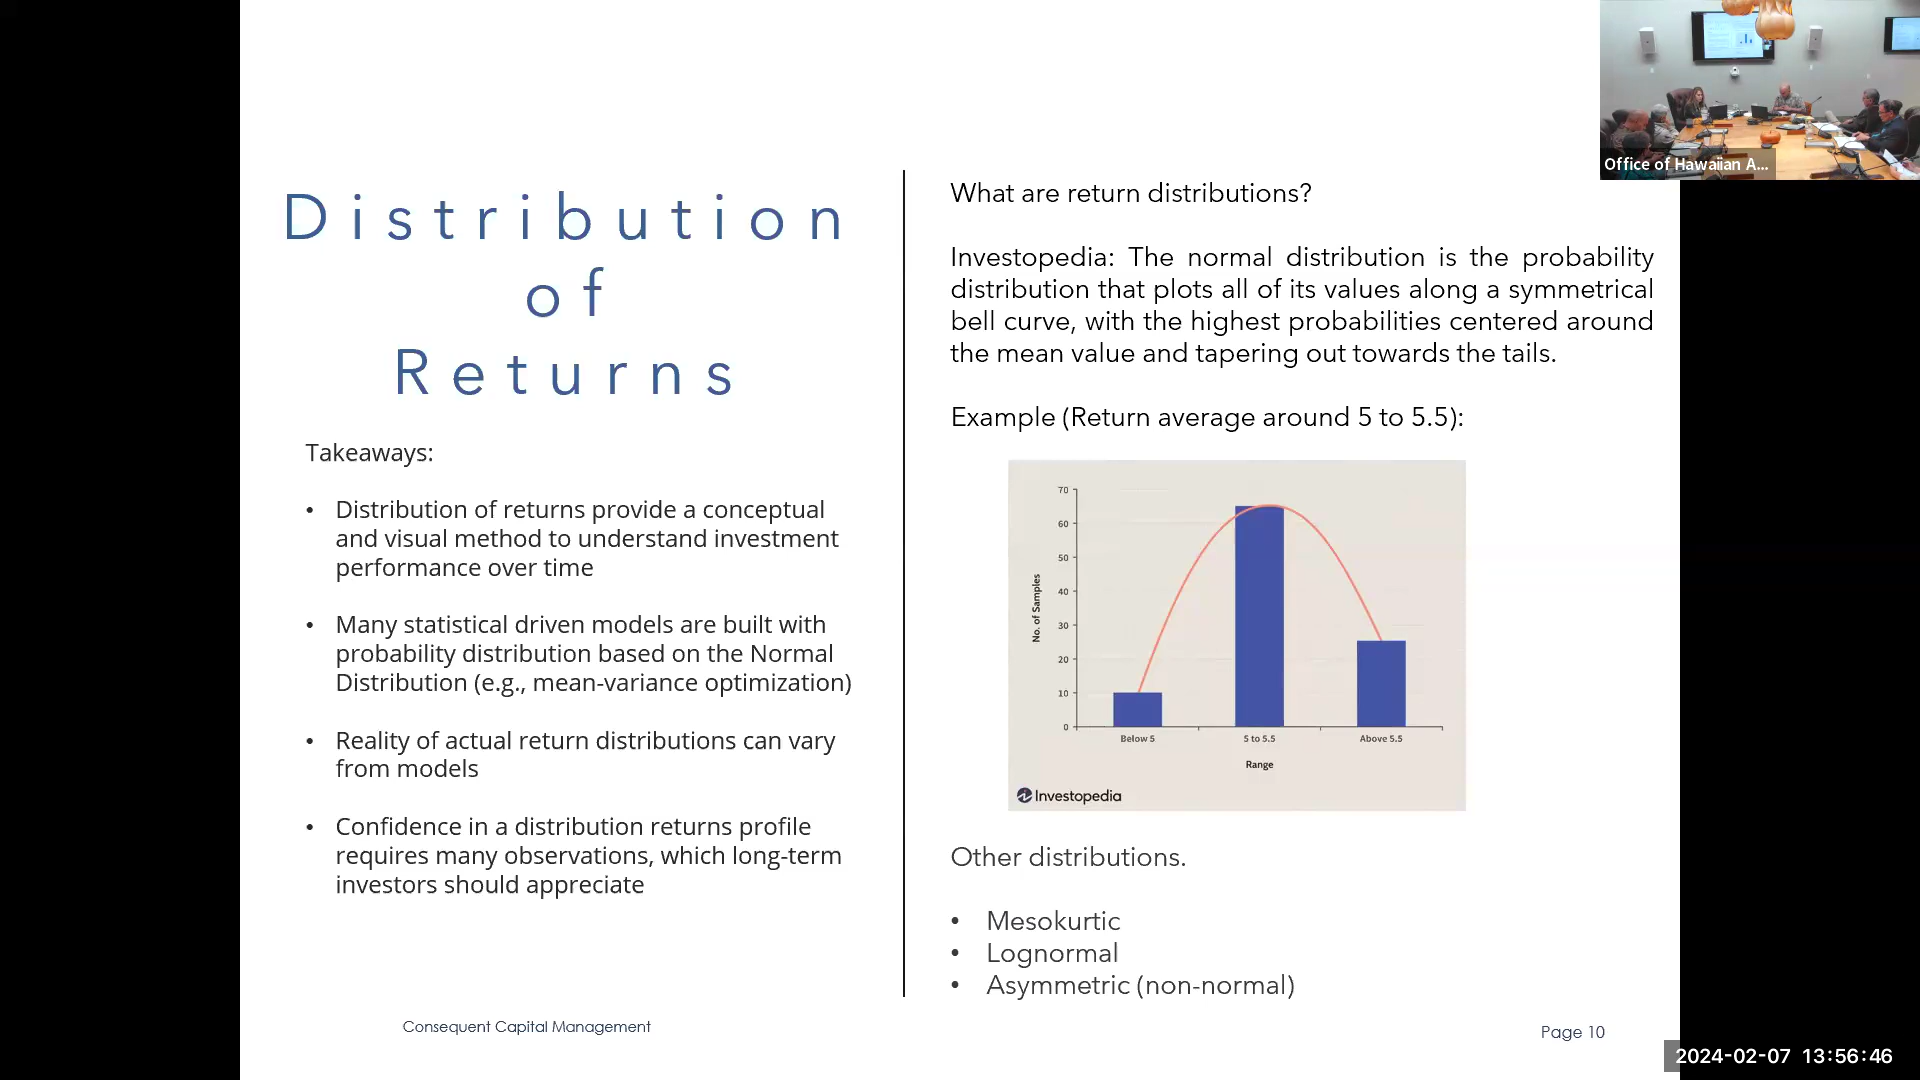 Distribution
of
Returns
Takeaways:
• Distribution of returns provide a conceptual
and visual method to understand investment
performance over time
• Many statistical driven models are built with
probability distribution based on the Normal
Distribution (e.g., mean-variance optimization)
• Reality of actual return distributions can vary
from models
• Confidence in a distribution returns profile
requires many observations, which long-term
investors should appreciate
Consequent Capital Management
What are return distributions?
Investopedia: The normal distribution is the probability
distribution that plots all of its values along a symmetrical
bell curve, with the highest probabilities centered around
the mean value and tapering out towards the tails.
Example (Return average around 5 to 5.5):
No. of Samples
70
60
50
40
30
20
10
0
Below 5
5 to 5.5
Above 5.5
Range
Investopedia
Other distributions.
• Mesokurtic
• Lognormal
• Asymmetric (non-normal)
Page 10
Office of Hawaiian A...
2024-02-07 13:56:46